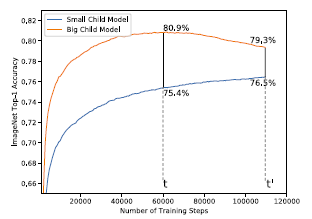 0,82
0,80
0,78
0,76
0,74
0,72
0,70
0,68
0,66
ImageNet Top-1 Accuracy
Small Child Model
Big Child Model
80,9%
79,3%
75,4%
76,5%
t
t'
20000 40000 60000 80000 100000 120000
Number of Training Steps